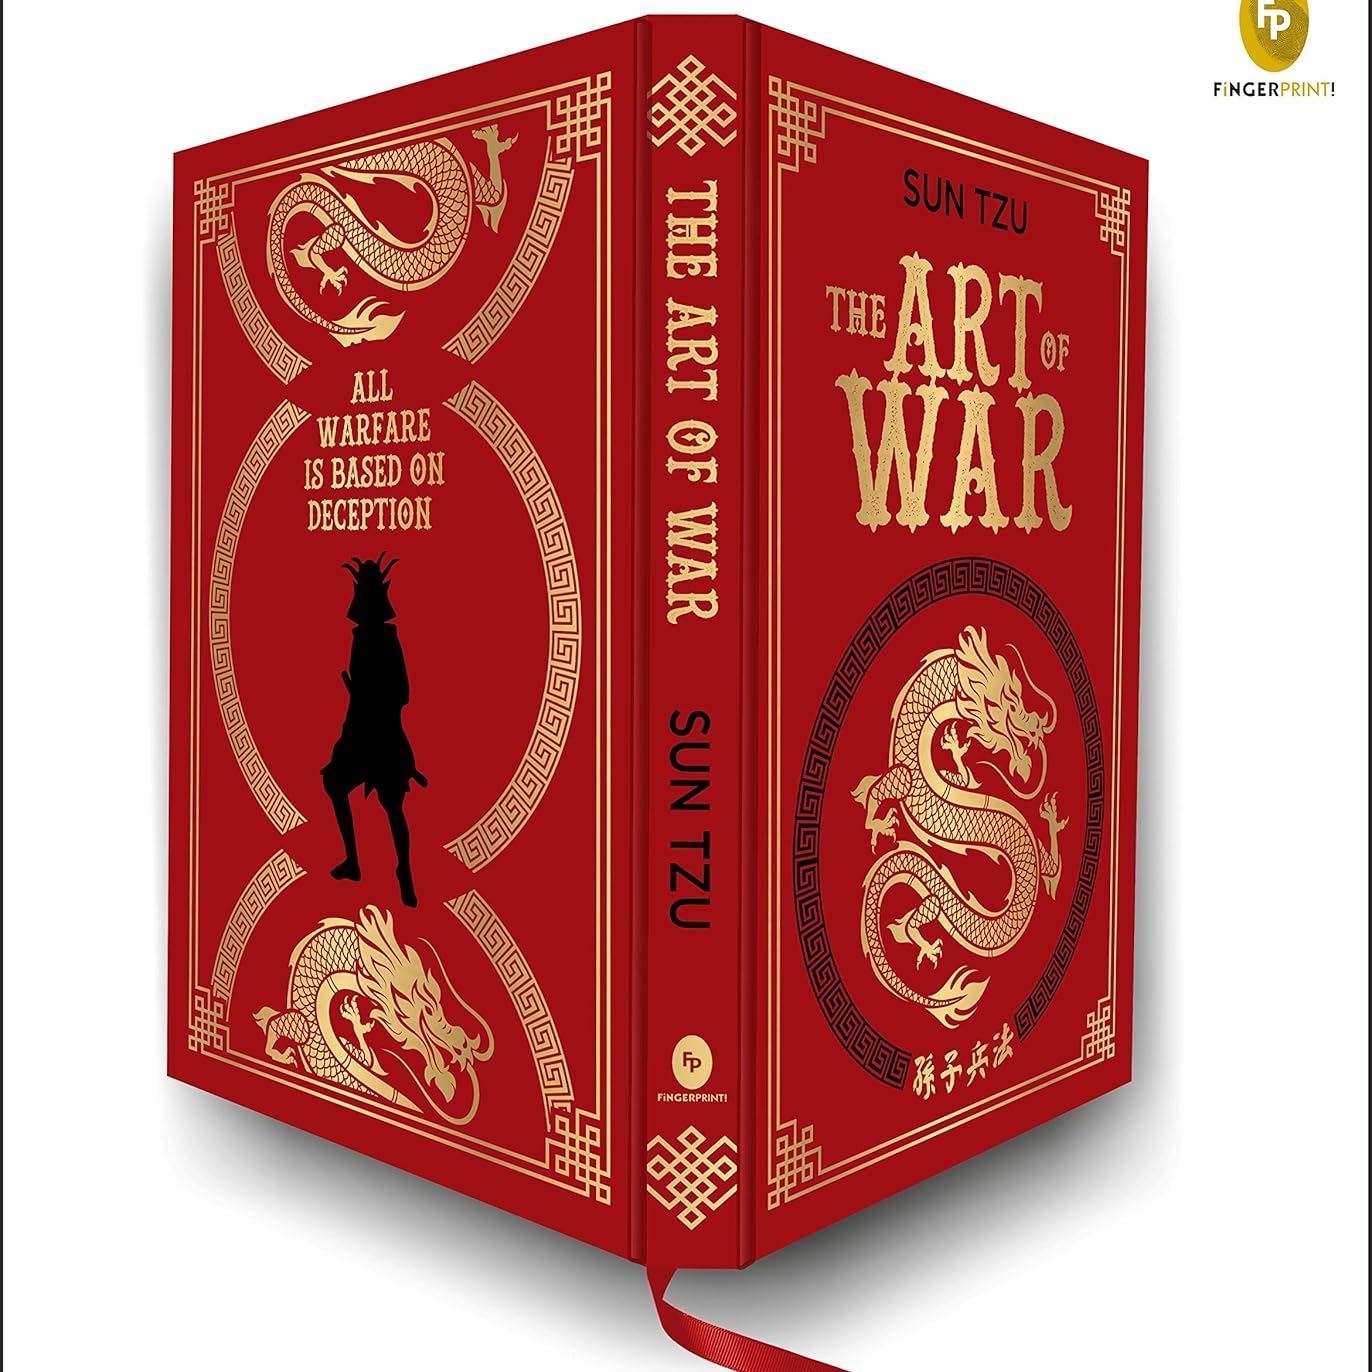 FP
FiNGERPRINT!
ALL
WARFARE
IS BASED ON
DECEPTION
THE ART OF WAR
SUN TZU
FP
FiNGERPRINT!
SUN TZU
THE ART OF
WAR
孫子兵法